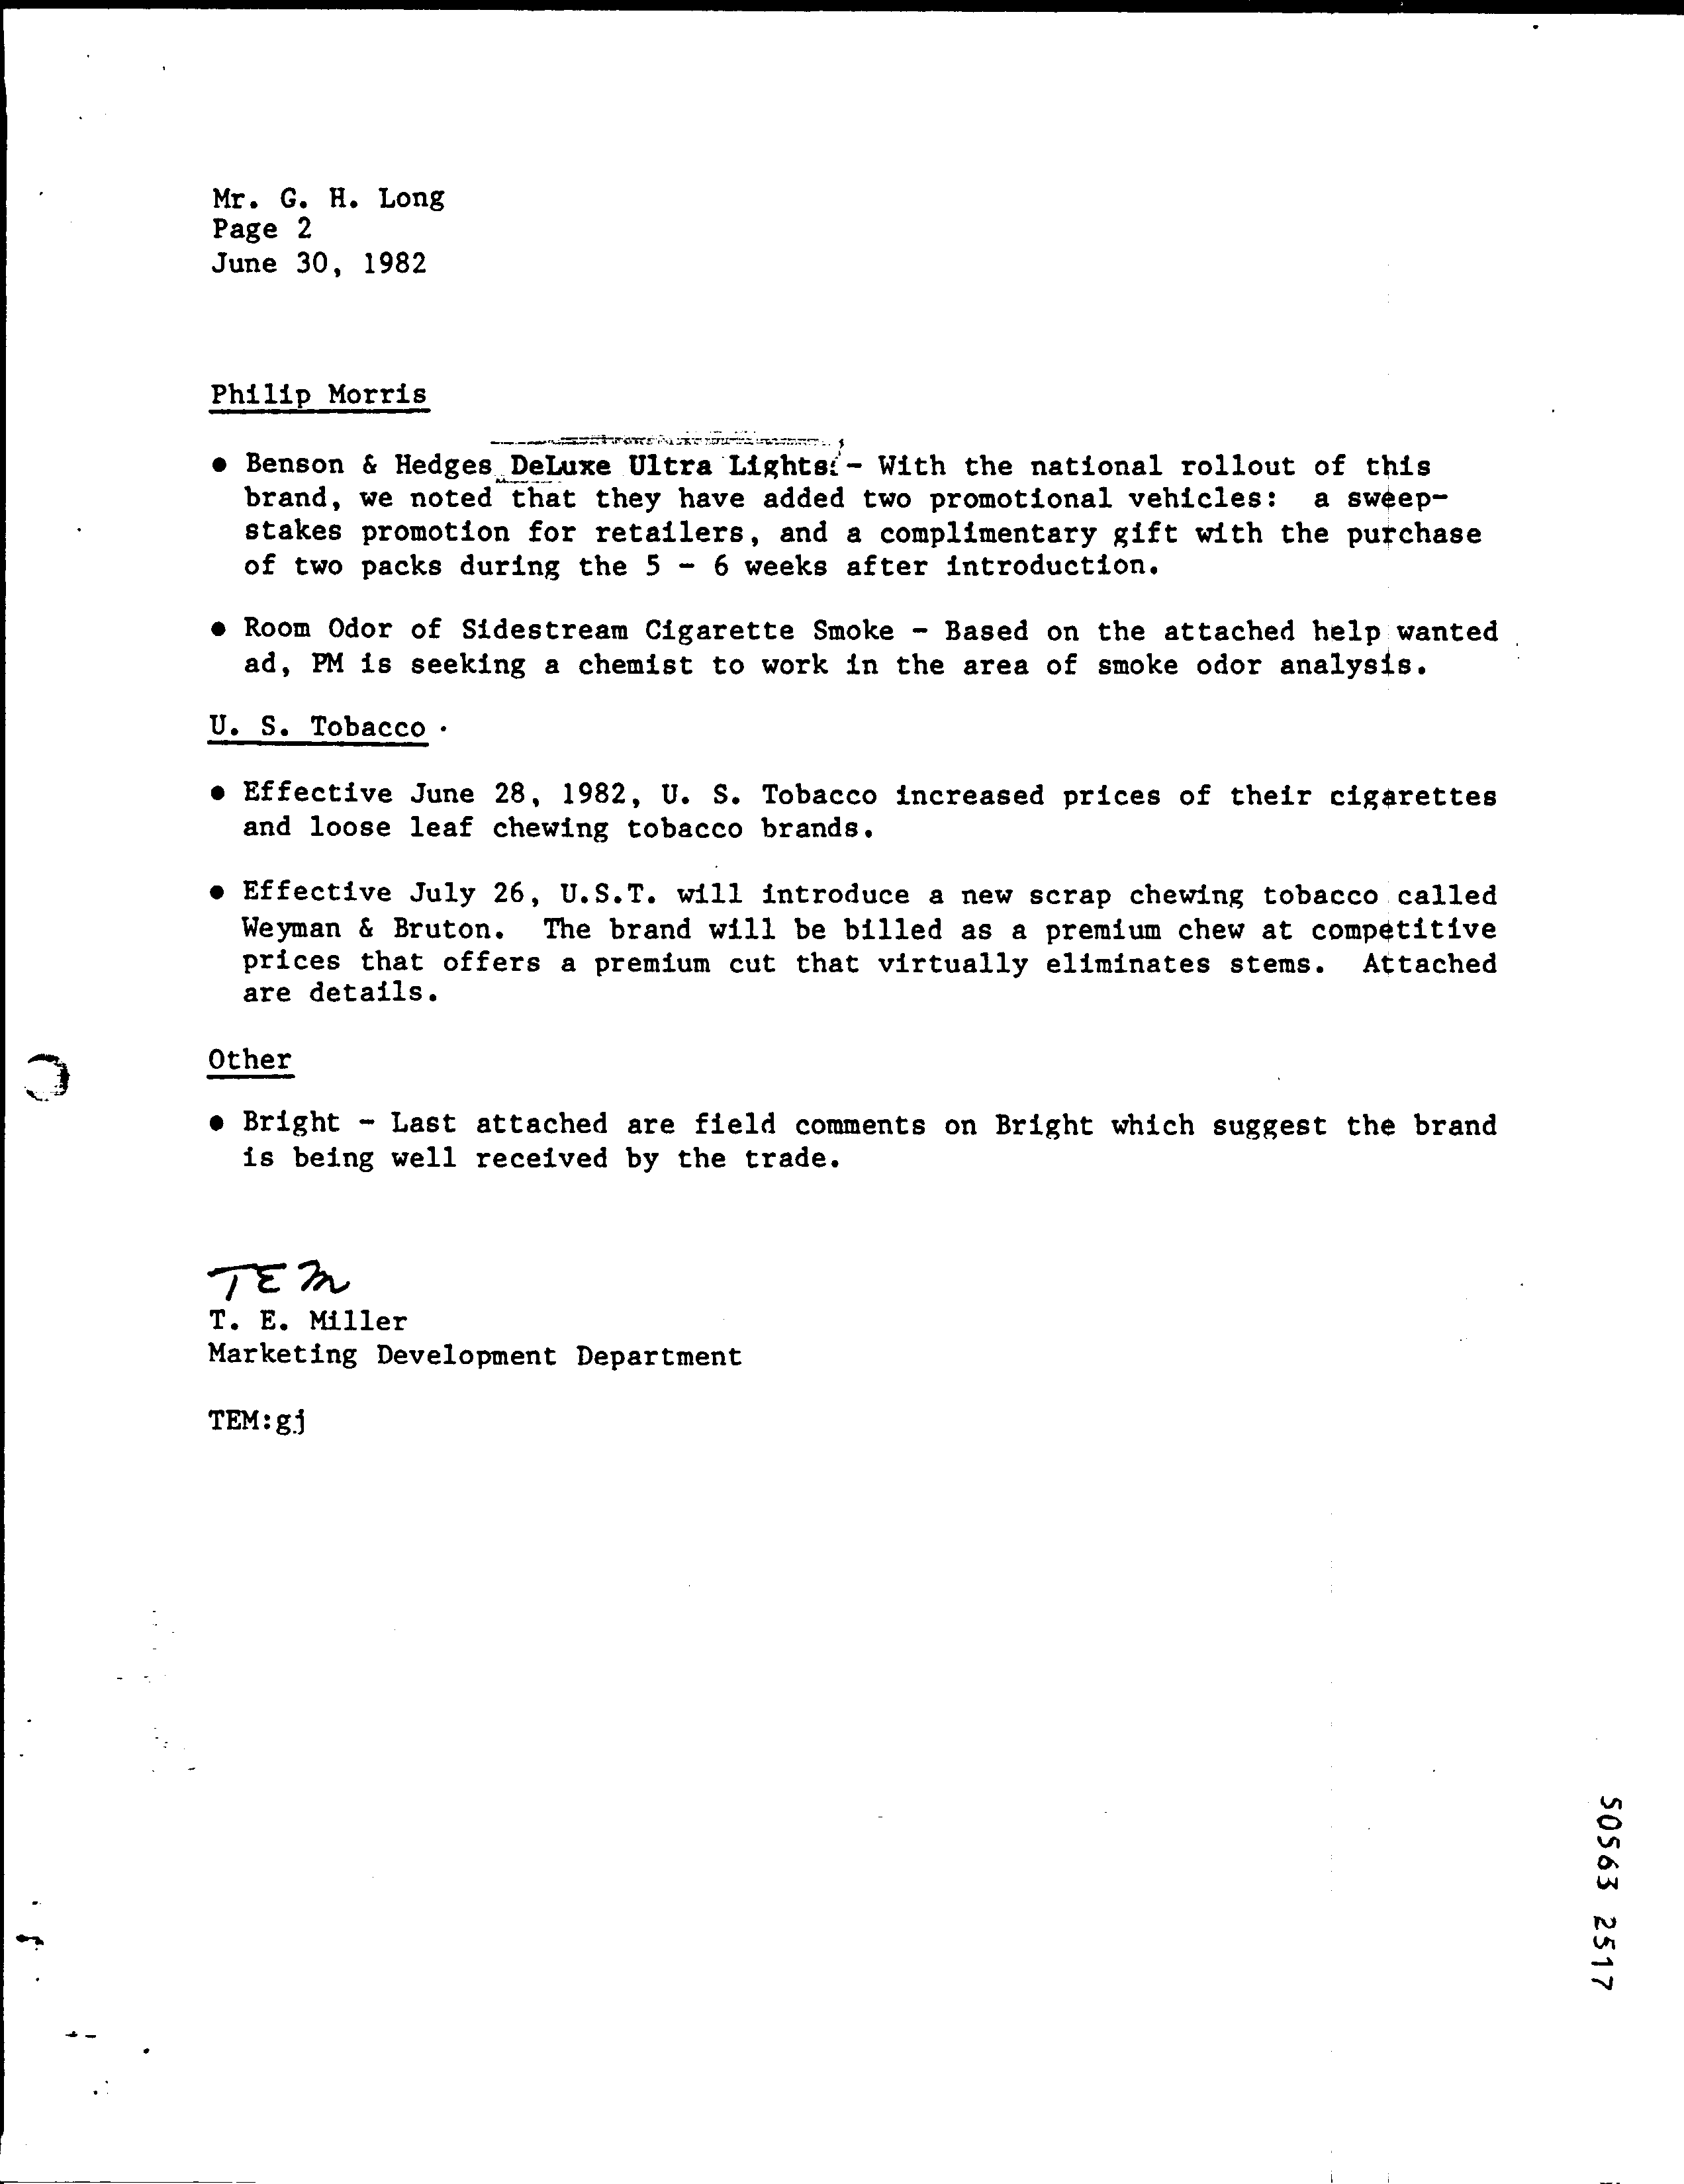 Mr. G. H. Long
Page 2
June 30, 1982
Philip Morris
● Benson & Hedges DeLuxe Ultra Lights - With the national rollout of this
brand, we noted that they have added two promotional vehicles: a sweep-
stakes promotion for retailers, and a complimentary gift with the purchase
of two packs during the 5 - 6 weeks after introduction.
● Room Odor of Sidestream Cigarette Smoke - Based on the attached help wanted
ad, PM is seeking a chemist to work in the area of smoke odor analysis.
U. S. Tobacco
● Effective June 28, 1982, U. S. Tobacco increased prices of their cigarettes
and loose leaf chewing tobacco brands.
● Effective July 26, U.S.T. will introduce a new scrap chewing tobacco called
Weyman & Bruton. The brand will be billed as a premium chew at competitive
prices that offers a premium cut that virtually eliminates stems. Attached
are details.
Other
● Bright - Last attached are field comments on Bright which suggest the brand
is being well received by the trade.
TEM
T. E. Miller
Marketing Development Department
TEM:gj
50563 2517